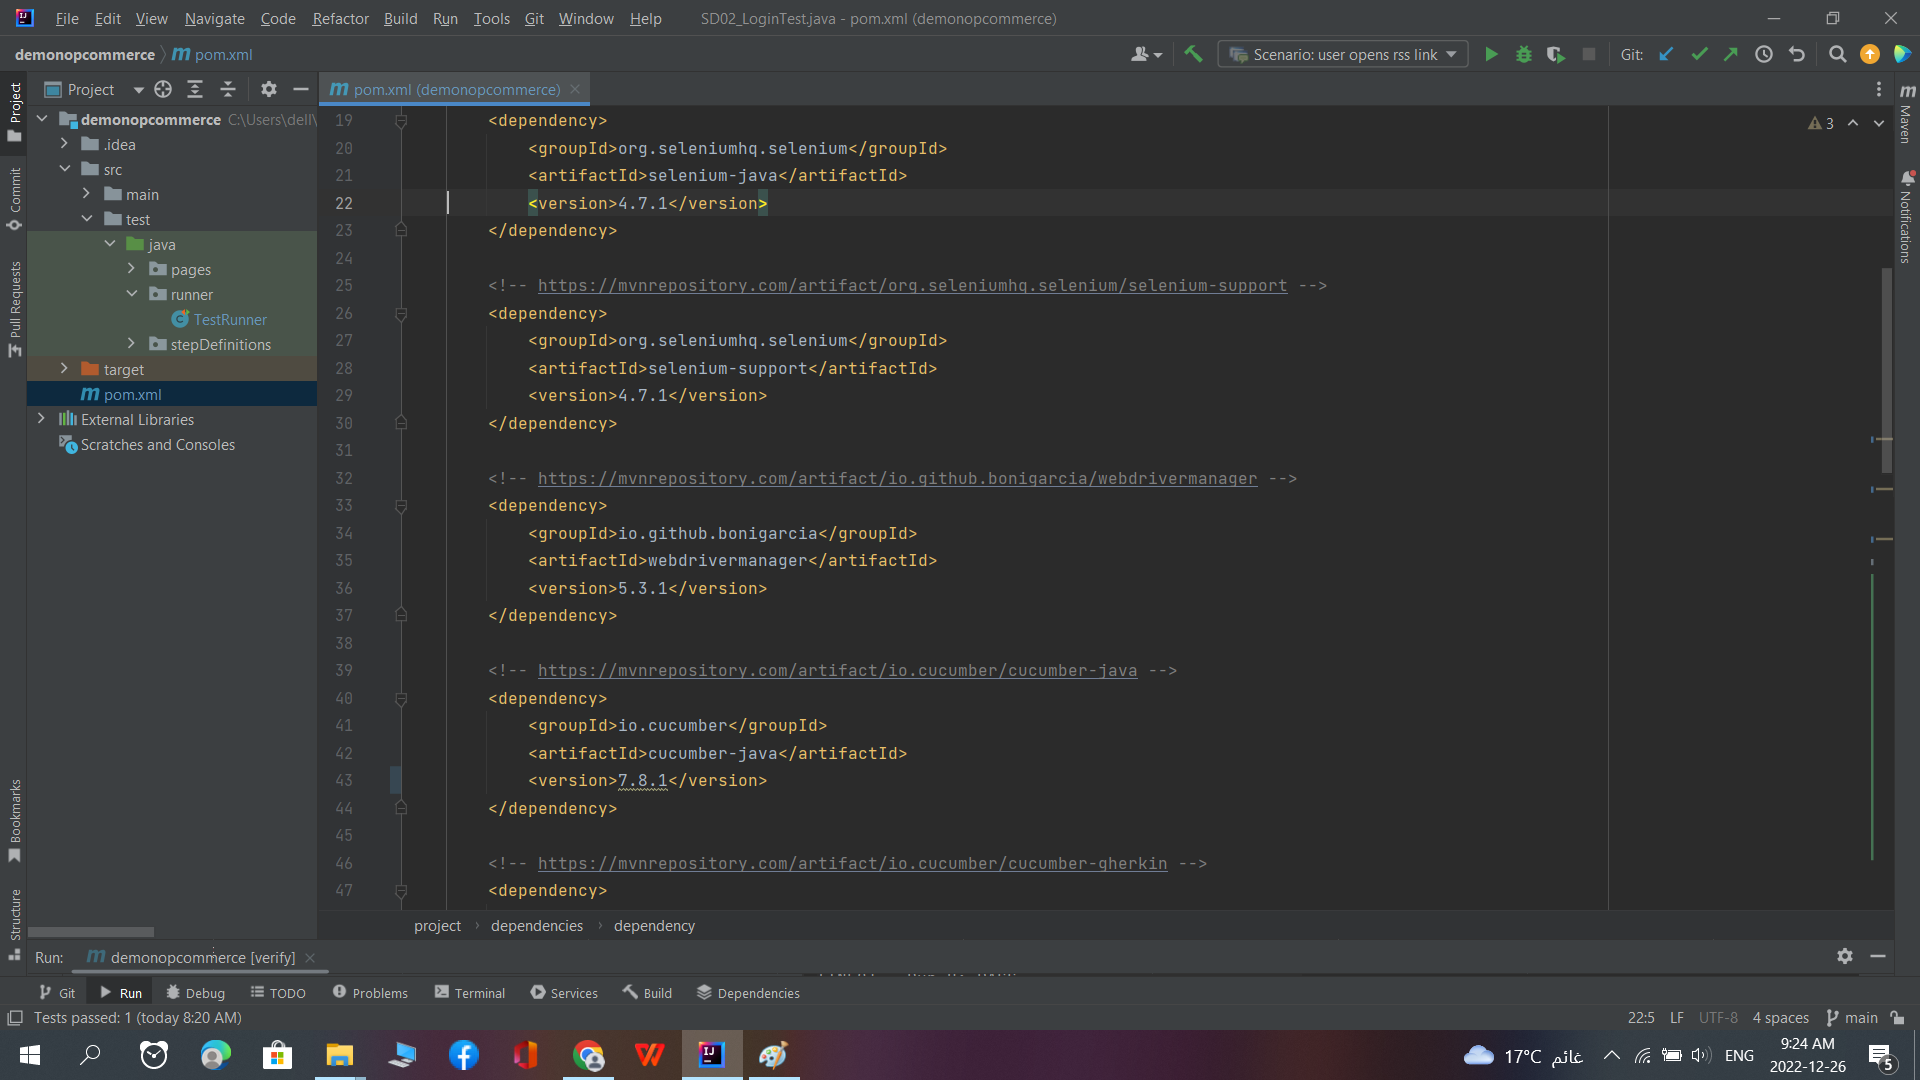 File Edit View Navigate Code Refactor Build Run Tools Git Window Help SD02_LoginTest.java - pom.xml (demonopcommerce)
demonopcommerce m pom.xml Scenario: user opens rss link Git:
Project m pom.xml (demonopcommerce)
demonopcommerce C:\Users\dell\
.idea
src
main
test
java
pages
runner
TestRunner
stepDefinitions
target
m pom.xml
External Libraries
Scratches and Consoles
Project
Commit
Pull Requests
Bookmarks
Structure
19 <dependency>
20 <groupId>org.seleniumhq.selenium</groupId>
21 <artifactId>selenium-java</artifactId>
22 <version>4.7.1</version>
23 </dependency>
24
25 <!-- https://mvnrepository.com/artifact/org.seleniumhq.selenium/selenium-support -->
26 <dependency>
27 <groupId>org.seleniumhq.selenium</groupId>
28 <artifactId>selenium-support</artifactId>
29 <version>4.7.1</version>
30 </dependency>
31
32 <!-- https://mvnrepository.com/artifact/io.github.bonigarcia/webdrivermanager -->
33 <dependency>
34 <groupId>io.github.bonigarcia</groupId>
35 <artifactId>webdrivermanager</artifactId>
36 <version>5.3.1</version>
37 </dependency>
38
39 <!-- https://mvnrepository.com/artifact/io.cucumber/cucumber-java -->
40 <dependency>
41 <groupId>io.cucumber</groupId>
42 <artifactId>cucumber-java</artifactId>
43 <version>7.8.1</version>
44 </dependency>
45
46 <!-- https://mvnrepository.com/artifact/io.cucumber/cucumber-gherkin -->
47 <dependency>
3
m Maven
Notifications
project › dependencies › dependency
Run: m demonopcommerce [verify]
Git Run Debug TODO Problems Terminal Services Build Dependencies
Tests passed: 1 (today 8:20 AM) 22:5 LF UTF-8 4 spaces main
17°C غائم ENG 9:24 AM
2022-12-26 5